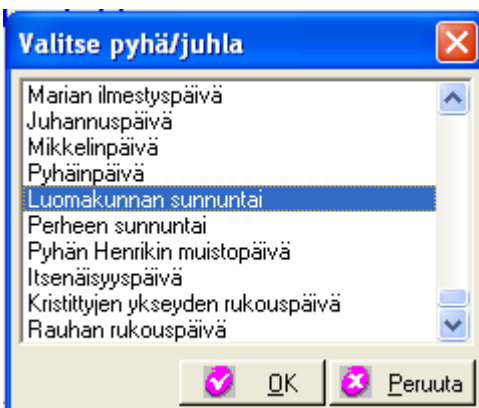 Valitse pyhä/juhla
Marian ilmestyspäivä
Juhannuspäivä
Mikkelinpäivä
Pyhäinpäivä
Luomakunnan sunnuntai
Perheen sunnuntai
Pyhän Henrikin muistopäivä
Itsenäisyyspäivä
Kristittyjen ykseyden rukouspäivä
Rauhan rukouspäivä
OK
Peruuta